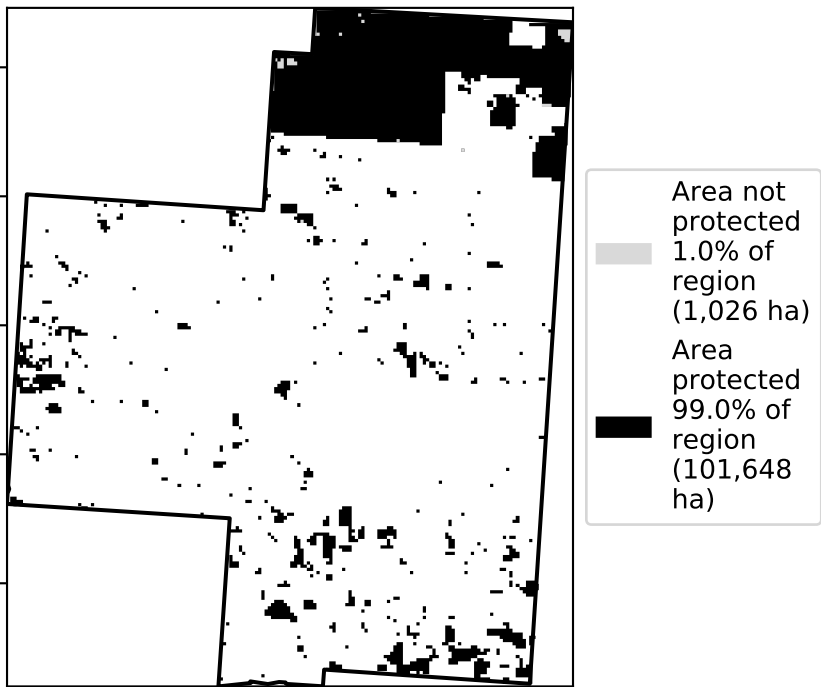 Area not
protected
1.0% of
region
(1,026 ha)
Area
protected
99.0% of
region
(101,648
ha)